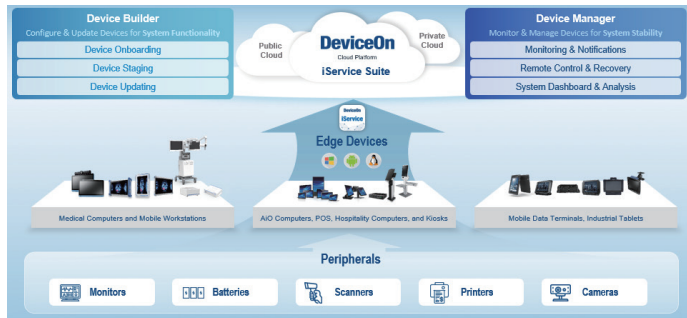 Device Builder
Configure & Update Devices for System Functionality
Device Onboarding
Device Staging
Device Updating
Public
Cloud
DeviceOn
Cloud Platform
iService Suite
Private
Cloud
Device Manager
Monitor & Manage Devices for System Stability
Monitoring & Notifications
Remote Control & Recovery
System Dashboard & Analysis
DeviceOn
iService
Edge Devices
Medical Computers and Mobile Workstations
AiO Computers, POS, Hospitality Computers, and Kiosks
Mobile Data Terminals, Industrial Tablets
Peripherals
Monitors
Batteries
Scanners
Printers
Cameras